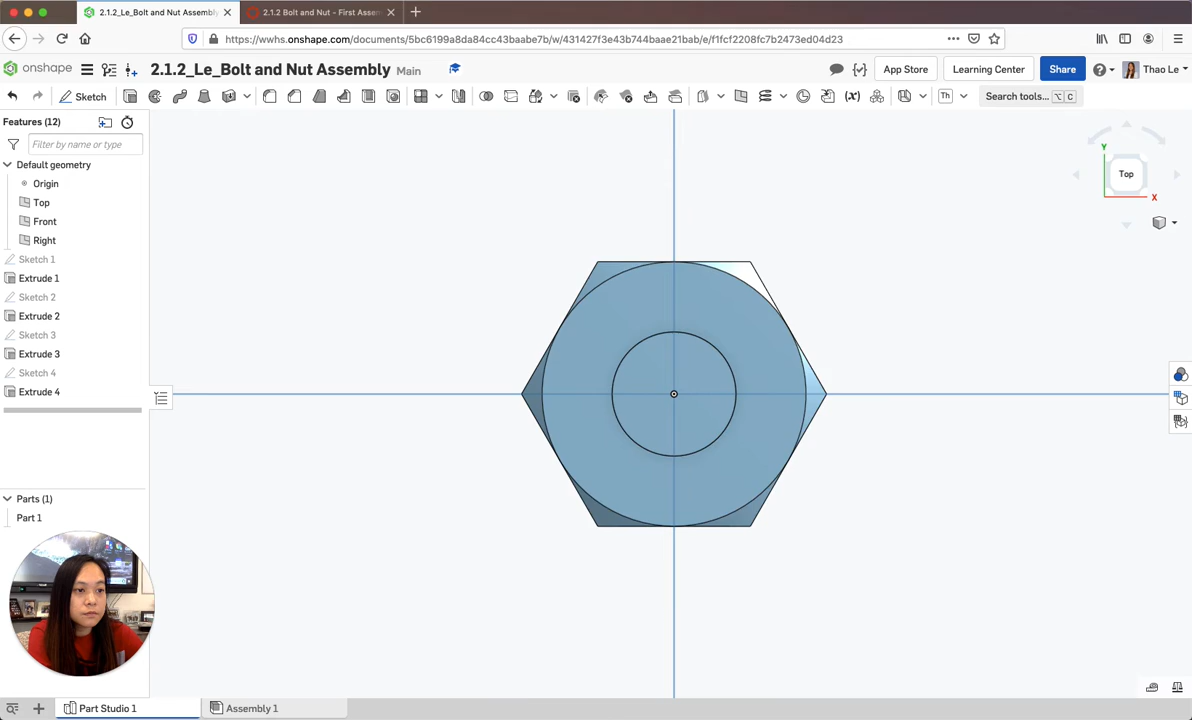 2.1.2_Le_Bolt and Nut Assembly
2.1.2 Bolt and Nut - First Assem
https://wwhs.onshape.com/documents/5bc6199a8da84cc43baabe7b/w/431427f3e43b744baae21bab/e/f1fcf2208fc7b2473ed04d23
onshape
2.1.2_Le_Bolt and Nut Assembly Main
App Store
Learning Center
Share
Thao Le
Sketch
Th
Search tools... ⌥ C
Features (12)
Filter by name or type
Default geometry
Origin
Top
Front
Right
Sketch 1
Extrude 1
Sketch 2
Extrude 2
Sketch 3
Extrude 3
Sketch 4
Extrude 4
Y
Top
X
Parts (1)
Part 1
Part Studio 1
Assembly 1